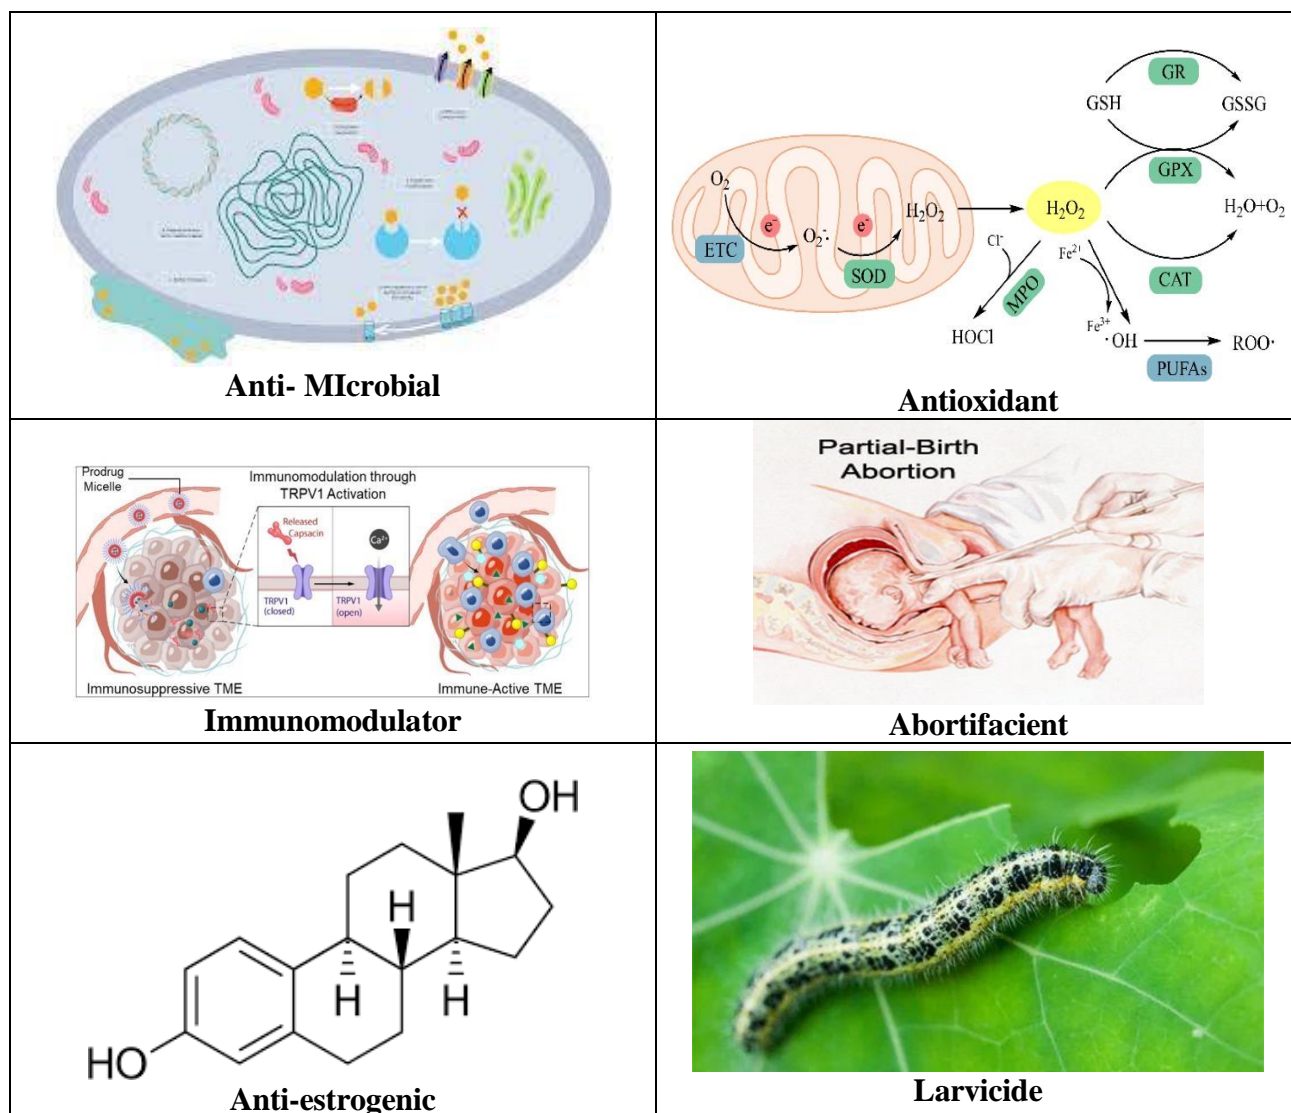 Anti- MIcrobial
GR
GSH
GSSG
GPX
O₂
H₂O₂
H₂O₂
H₂O+O₂
e⁻
e⁻
O₂⁻·
ETC
SOD
Cl⁻
Fe²⁺
CAT
MPO
HOCl
Fe³⁺
·OH
ROO·
PUFAs
Antioxidant
Prodrug
Micelle
Immunomodulation through
TRPV1 Activation
Released
Capsacin
Ca²⁺
TRPV1
(closed)
TRPV1
(open)
Immunosuppressive TME
Immune-Active TME
Immunomodulator
Partial-Birth
Abortion
Abortifacient
OH
H
H
H
HO
Anti-estrogenic
Larvicide